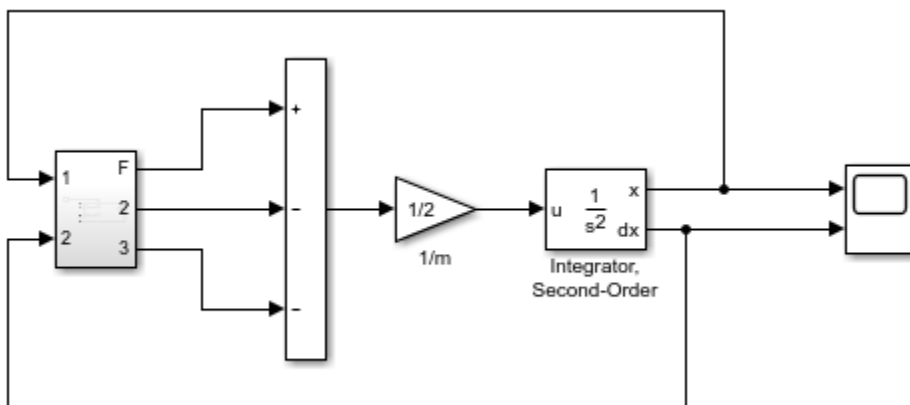 1
2
F
2
3
+
−
−
1/2
1/m
u
1
s2
x
dx
Integrator,
Second-Order